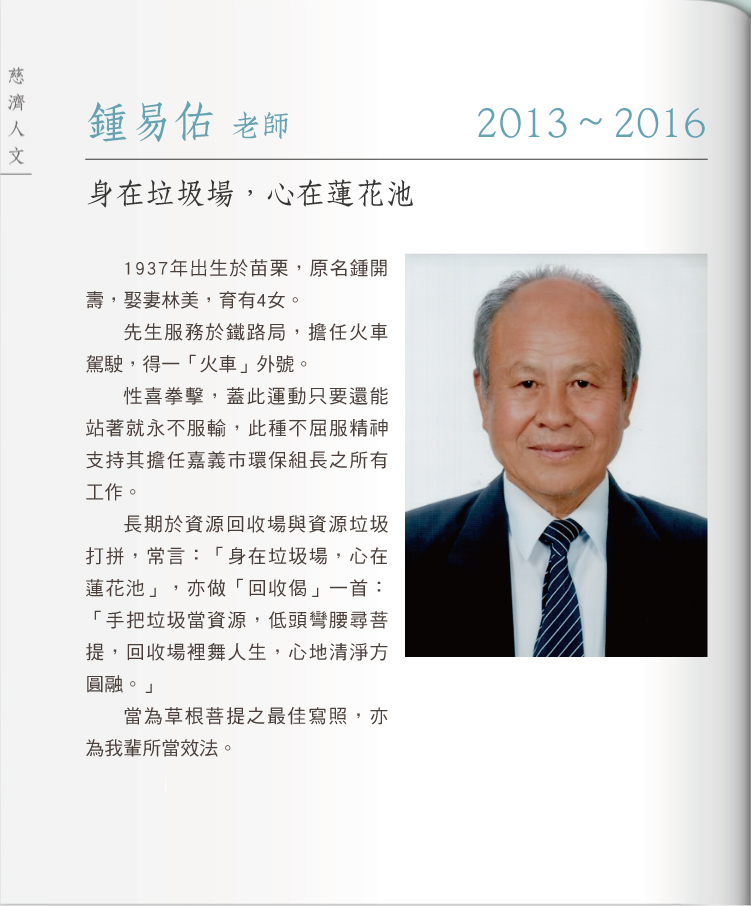 慈濟人文
鍾易佑 老師
2013～2016
身在垃圾場，心在蓮花池
1937年出生於苗栗，原名鍾開
壽，娶妻林美，育有4女。
先生服務於鐵路局，擔任火車
駕駛，得一「火車」外號。
性喜拳擊，蓋此運動只要還能
站著就永不服輸，此種不屈服精神
支持其擔任嘉義市環保組長之所有
工作。
長期於資源回收場與資源垃圾
打拼，常言：「身在垃圾場，心在
蓮花池」，亦做「回收偈」一首：
「手把垃圾當資源，低頭彎腰尋菩
提，回收場裡舞人生，心地清淨方
圓融。」
當為草根菩提之最佳寫照，亦
為我輩所當效法。